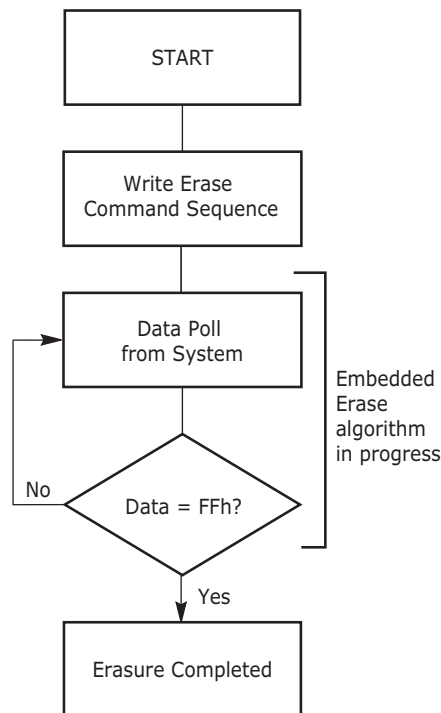 START
Write Erase
Command Sequence
Data Poll
from System
Embedded
Erase
algorithm
in progress
No
Data = FFh?
Yes
Erasure Completed